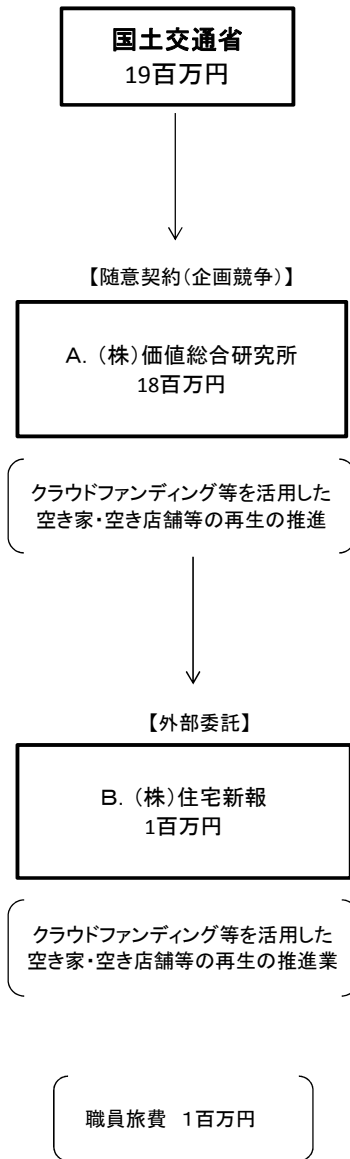 国土交通省
19百万円
【随意契約(企画競争)】
A. (株)価値総合研究所
18百万円
クラウドファンディング等を活用した
空き家・空き店舗等の再生の推進
【外部委託】
B. (株)住宅新報
1百万円
クラウドファンディング等を活用した
空き家・空き店舗等の再生の推進業
職員旅費 1百万円